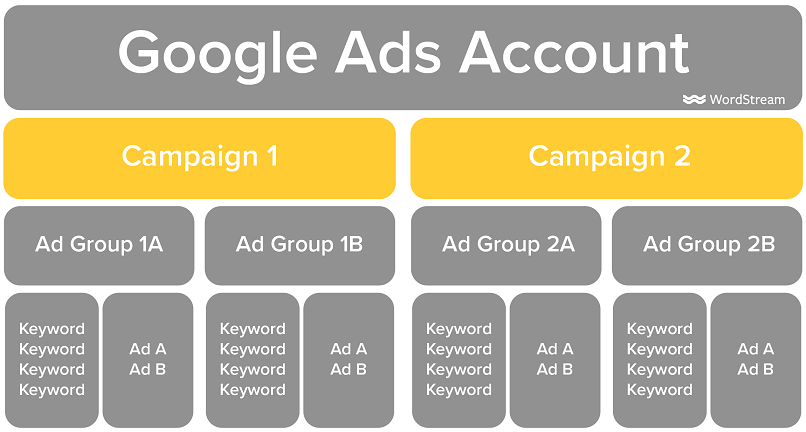 Google Ads Account
WordStream
Campaign 1
Campaign 2
Ad Group 1A
Ad Group 1B
Ad Group 2A
Ad Group 2B
Keyword
Keyword
Keyword
Keyword
Ad A
Ad B
Keyword
Keyword
Keyword
Keyword
Ad A
Ad B
Keyword
Keyword
Keyword
Keyword
Ad A
Ad B
Keyword
Keyword
Keyword
Keyword
Ad A
Ad B